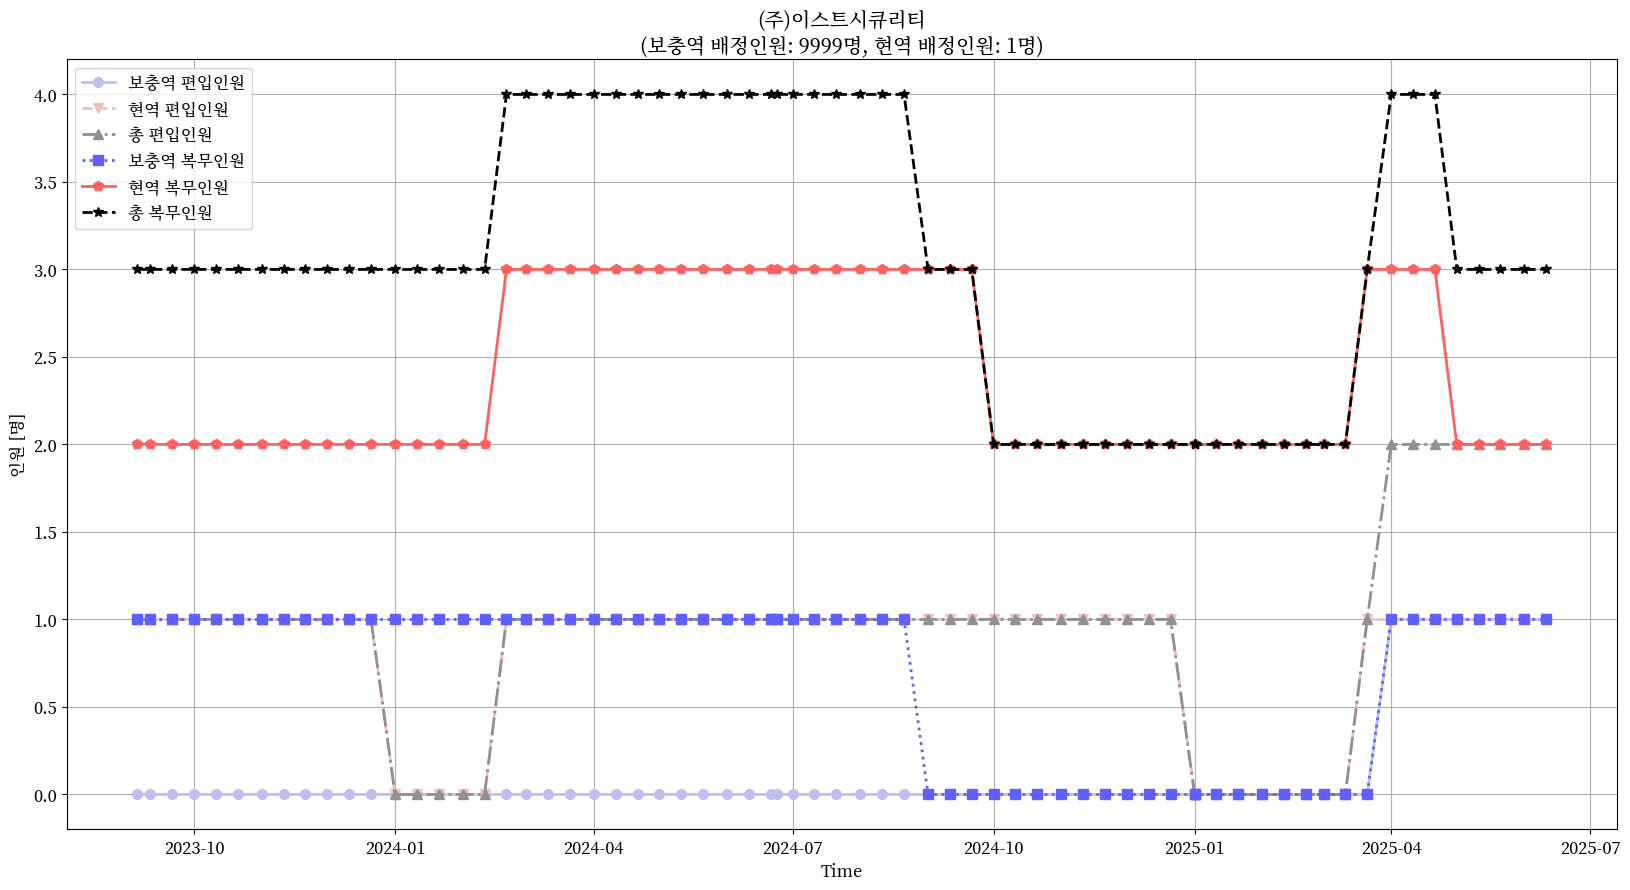 (주)이스트시큐리티
(보충역 배정인원: 9999명, 현역 배정인원: 1명)
보충역 편입인원
현역 편입인원
총 편입인원
보충역 복무인원
현역 복무인원
총 복무인원
4.0
3.5
3.0
2.5
2.0
1.5
1.0
0.5
0.0
인원 [명]
2023-10
2024-01
2024-04
2024-07
2024-10
2025-01
2025-04
2025-07
Time